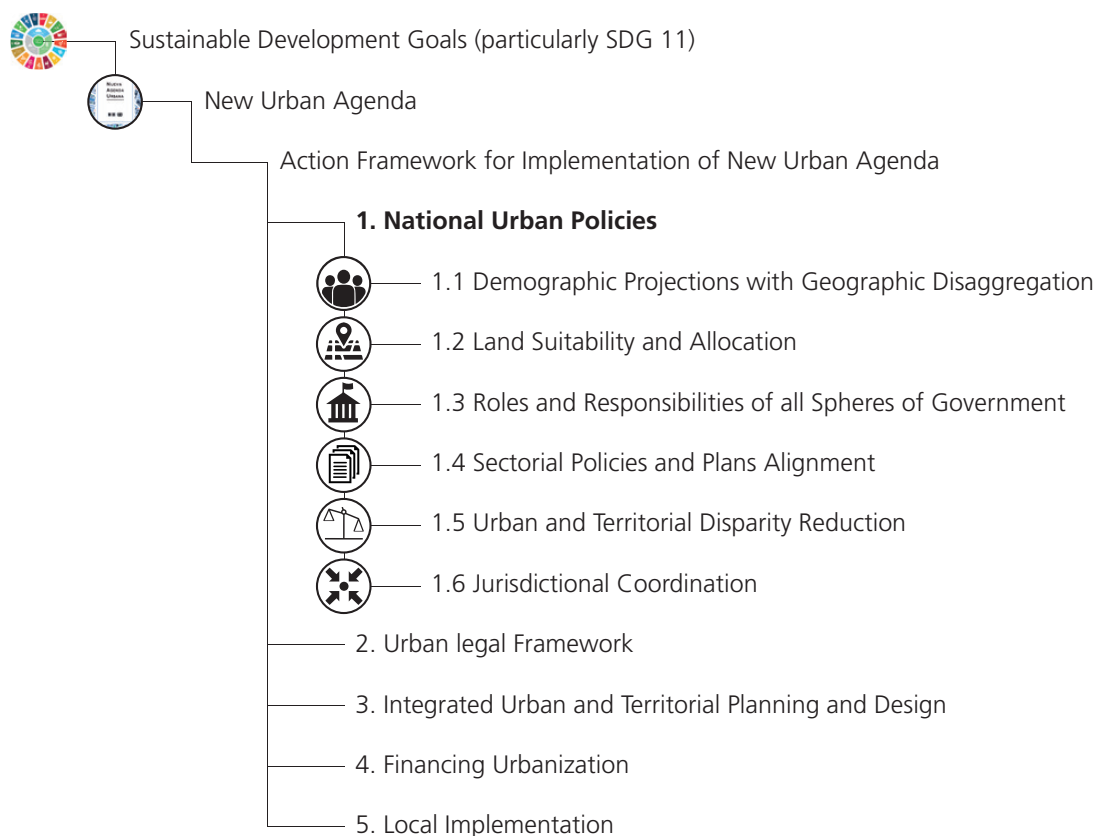 Sustainable Development Goals (particularly SDG 11)
NUEVA
AGENDA
URBANA
New Urban Agenda
Action Framework for Implementation of New Urban Agenda
1. National Urban Policies
1.1 Demographic Projections with Geographic Disaggregation
1.2 Land Suitability and Allocation
1.3 Roles and Responsibilities of all Spheres of Government
1.4 Sectorial Policies and Plans Alignment
1.5 Urban and Territorial Disparity Reduction
1.6 Jurisdictional Coordination
2. Urban legal Framework
3. Integrated Urban and Territorial Planning and Design
4. Financing Urbanization
5. Local Implementation